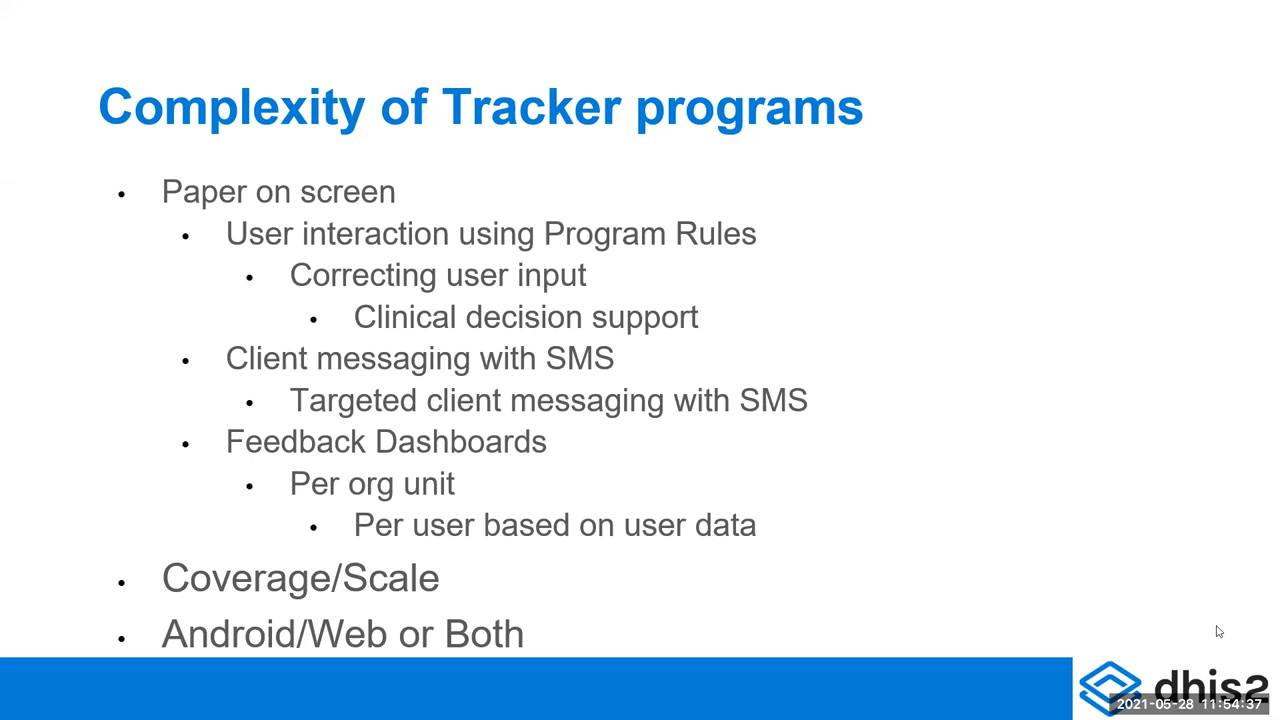 Complexity of Tracker programs
• Paper on screen
• User interaction using Program Rules
• Correcting user input
• Clinical decision support
• Client messaging with SMS
• Targeted client messaging with SMS
• Feedback Dashboards
• Per org unit
• Per user based on user data
• Coverage/Scale
• Android/Web or Both
dhis2
2021-05-28 11:54:37